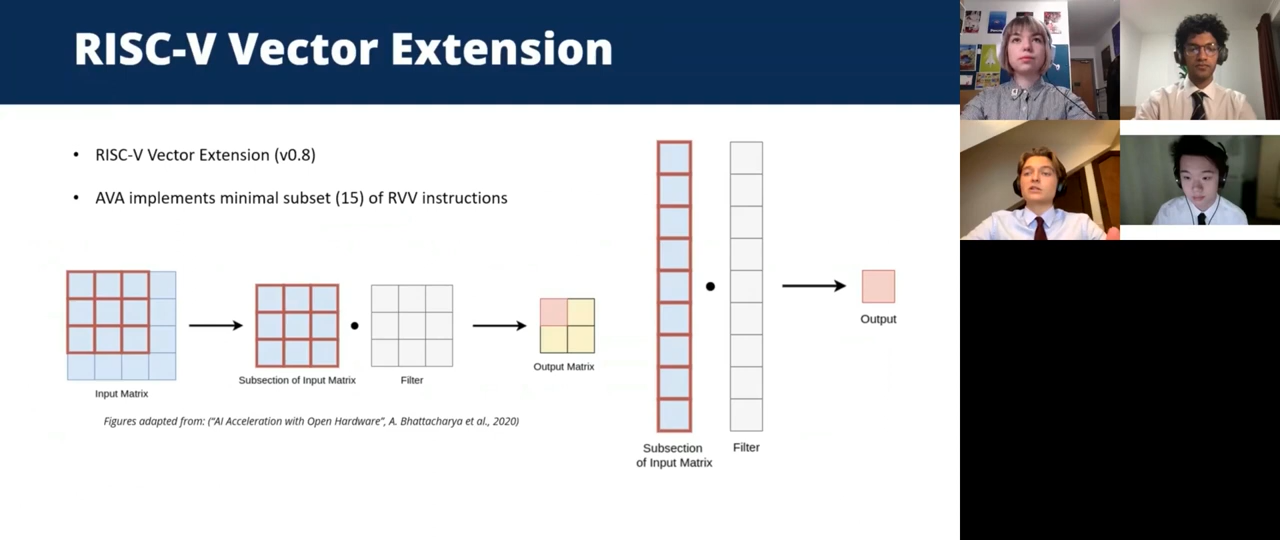 RISC-V Vector Extension
• RISC-V Vector Extension (v0.8)
• AVA implements minimal subset (15) of RVV instructions
Input Matrix
Subsection of Input Matrix
Filter
Output Matrix
Figures adapted from: ("AI Acceleration with Open Hardware", A. Bhattacharya et al., 2020)
Subsection
of Input Matrix
Filter
Output